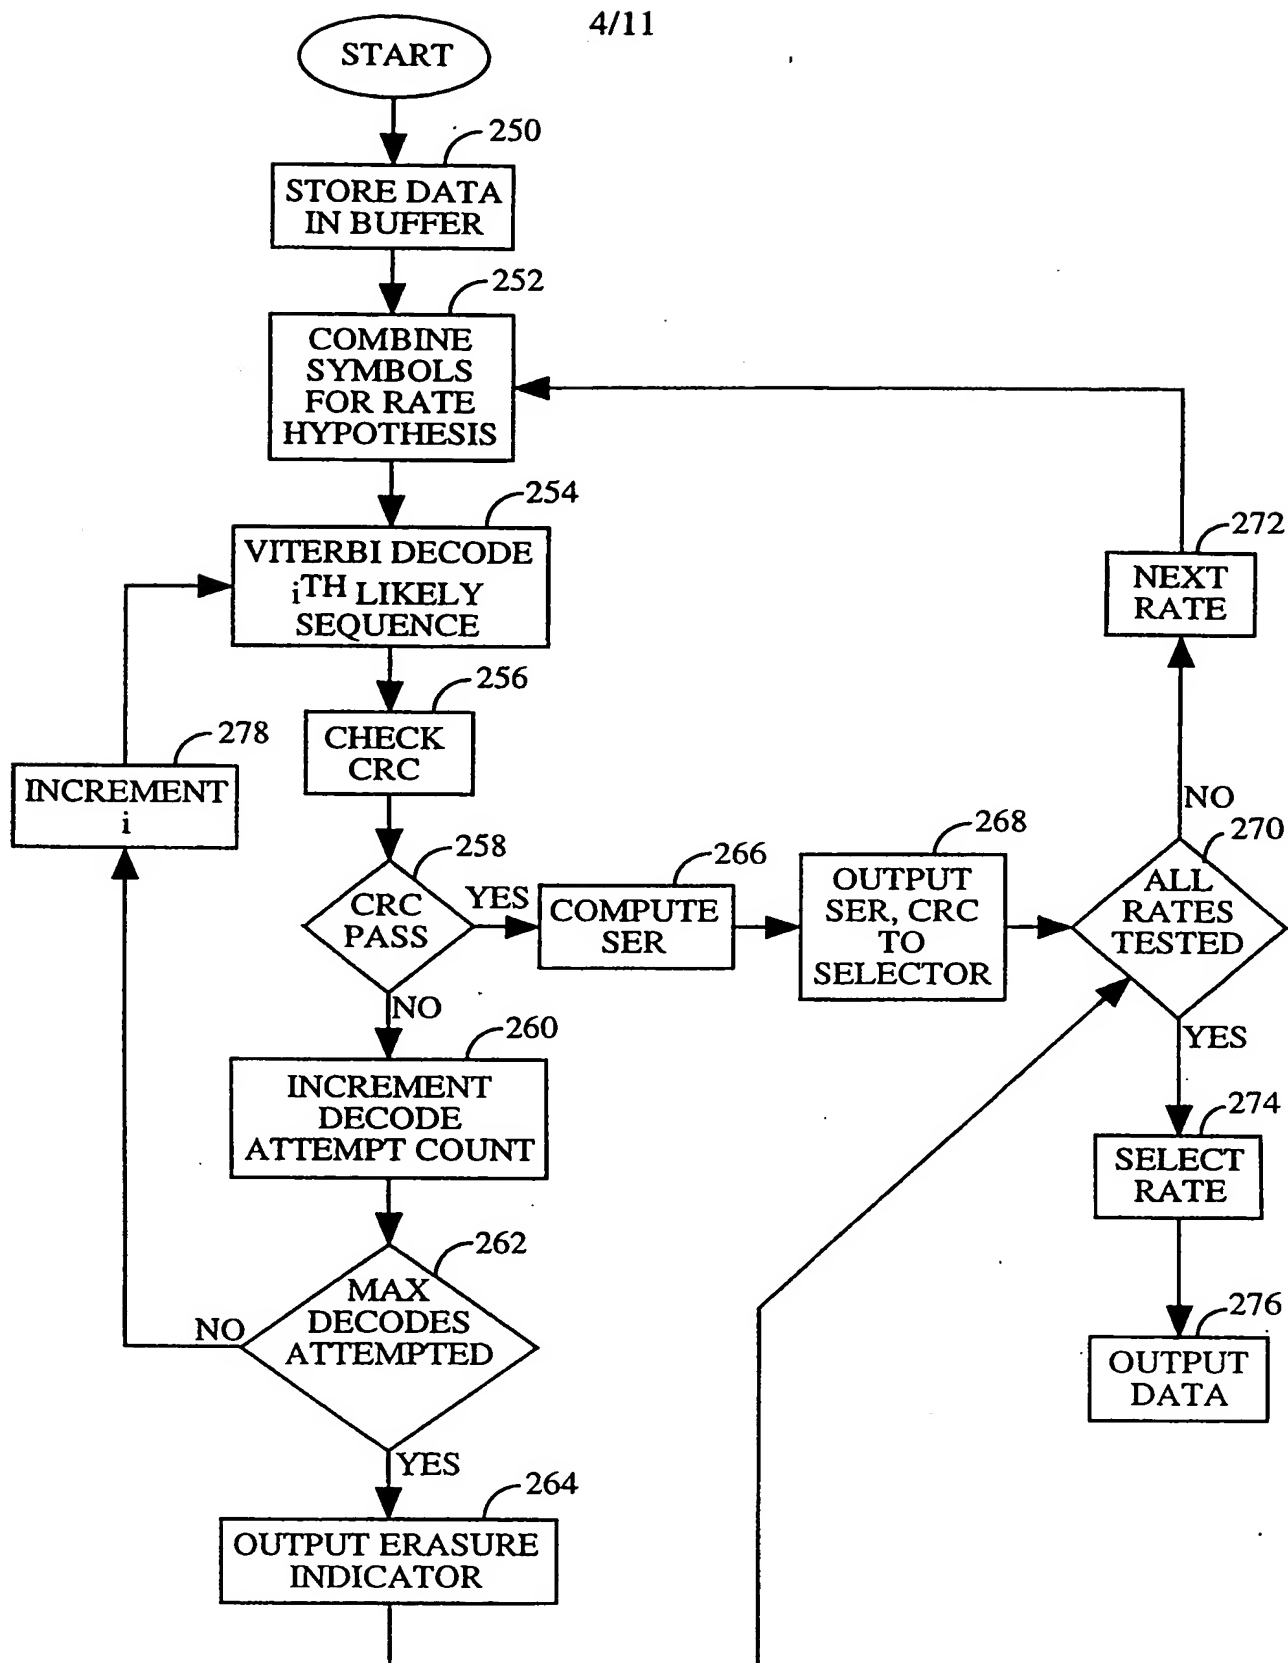 4/11
START
250
STORE DATA
IN BUFFER
252
COMBINE
SYMBOLS
FOR RATE
HYPOTHESIS
254
VITERBI DECODE
iTH LIKELY
SEQUENCE
256
CHECK
CRC
278
INCREMENT
i
258
CRC
PASS
YES
NO
266
COMPUTE
SER
268
OUTPUT
SER, CRC
TO
SELECTOR
270
ALL
RATES
TESTED
NO
272
NEXT
RATE
YES
274
SELECT
RATE
276
OUTPUT
DATA
260
INCREMENT
DECODE
ATTEMPT COUNT
262
MAX
DECODES
ATTEMPTED
NO
YES
264
OUTPUT ERASURE
INDICATOR